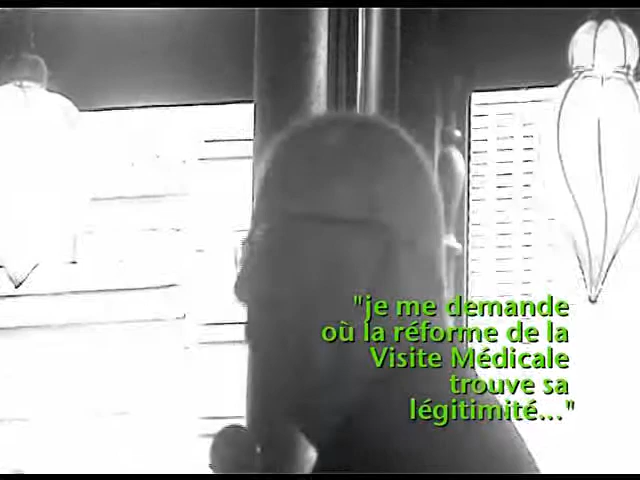 "je me demande
où la réforme de la
Visite Médicale
trouve sa
légitimité..."